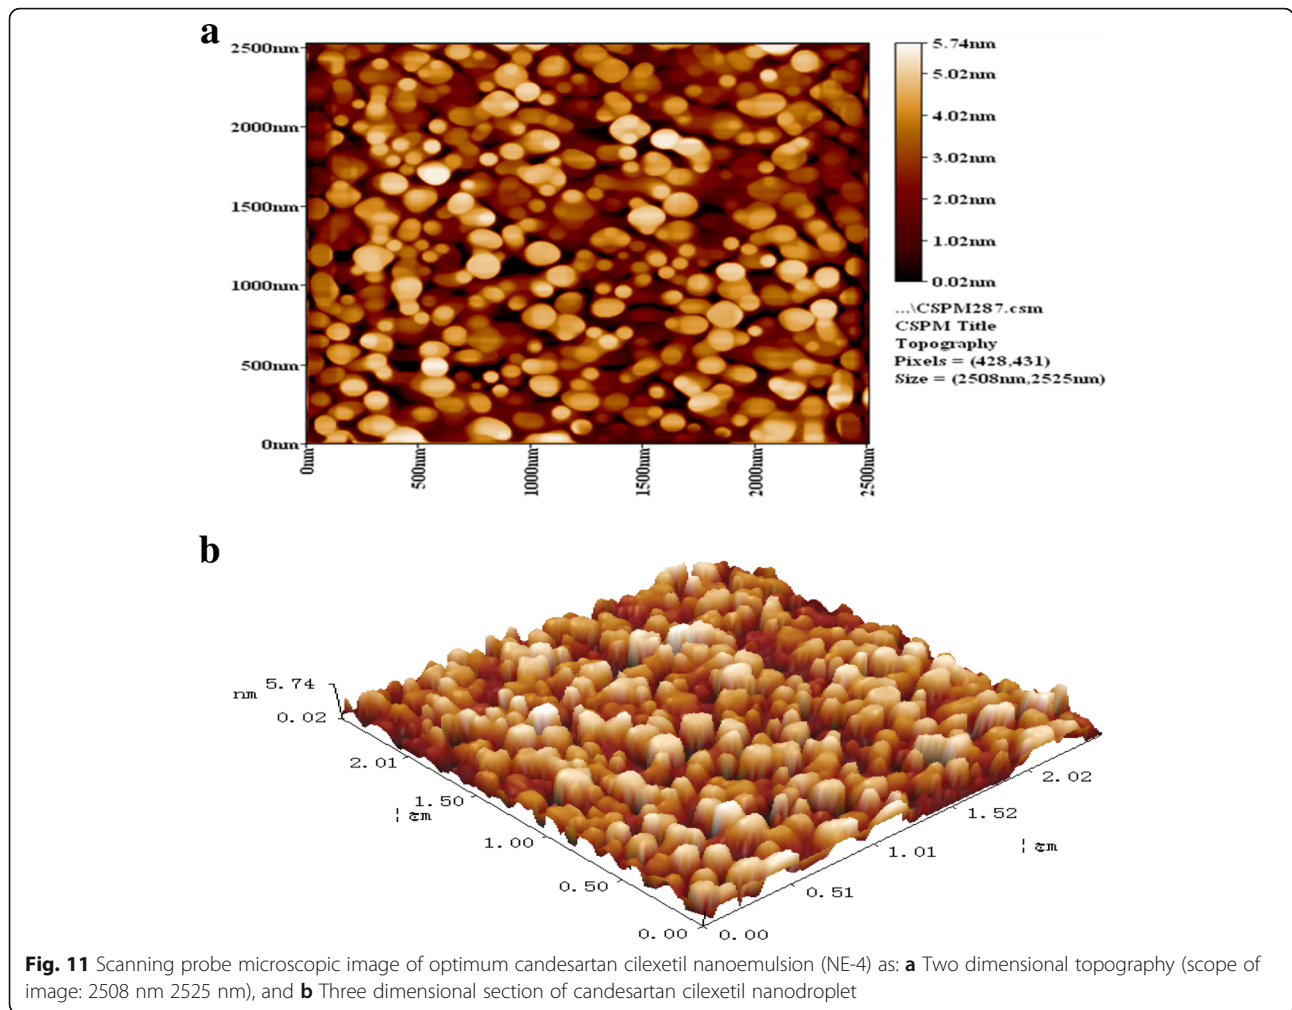 a
2500nm
2000nm
1500nm
1000nm
500nm
0nm
0nm
500nm
1000nm
1500nm
2000nm
2500nm
5.74nm
5.02nm
4.02nm
3.02nm
2.02nm
1.02nm
0.02nm
...\CSPM287.csm
CSPM Title
Topography
Pixels = (428,431)
Size = (2508nm,2525nm)
b
nm
5.74
0.02
2.01
1.50
1.00
0.50
0.00
0.00
0.51
1.01
1.52
2.02
Fig. 11 Scanning probe microscopic image of optimum candesartan cilexetil nanoemulsion (NE-4) as: a Two dimensional topography (scope of
image: 2508 nm 2525 nm), and b Three dimensional section of candesartan cilexetil nanodroplet